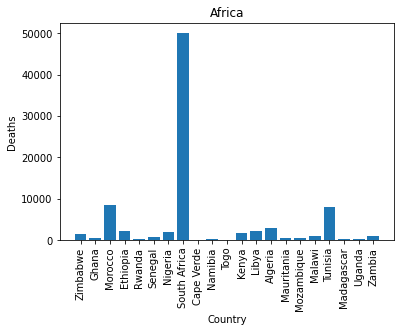 Africa
50000
40000
30000
20000
10000
0
Deaths
Zimbabwe
Ghana
Morocco
Ethiopia
Rwanda
Senegal
Nigeria
South Africa
Cape Verde
Namibia
Togo
Kenya
Libya
Algeria
Mauritania
Mozambique
Malawi
Tunisia
Madagascar
Uganda
Zambia
Country